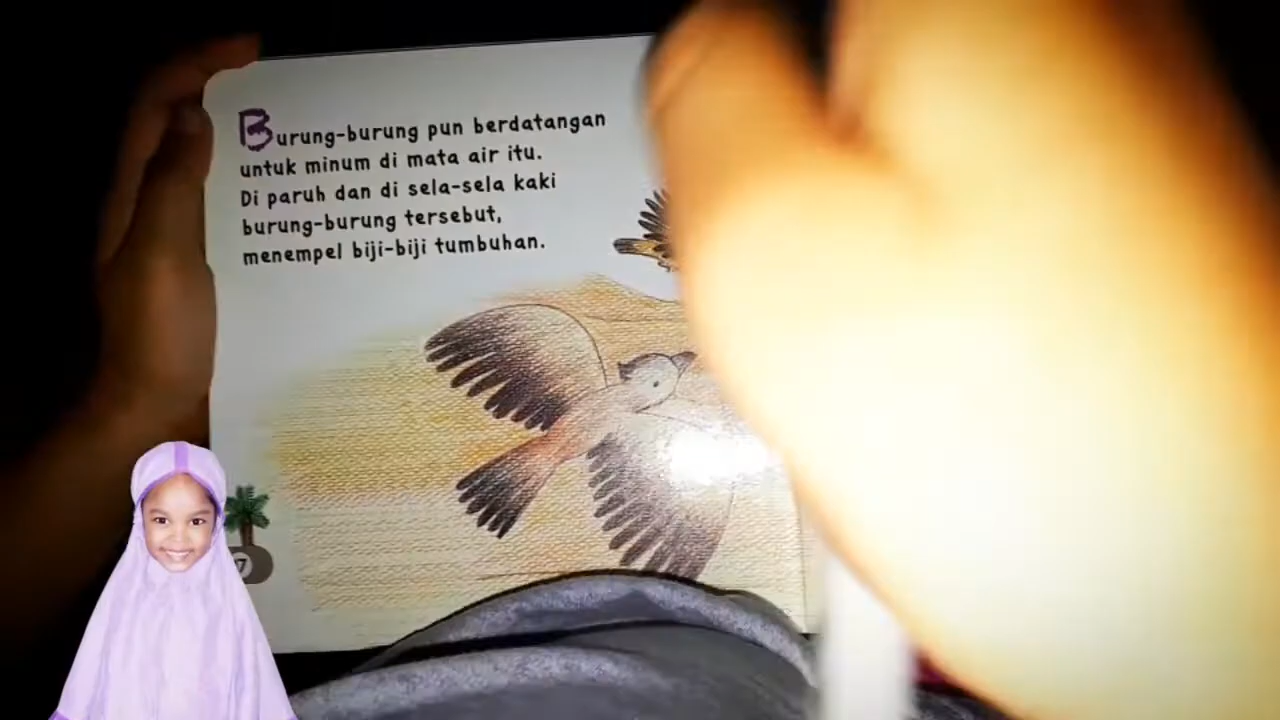 Burung-burung pun berdatangan
untuk minum di mata air itu.
Di paruh dan di sela-sela kaki
burung-burung tersebut,
menempel biji-biji tumbuhan.
7